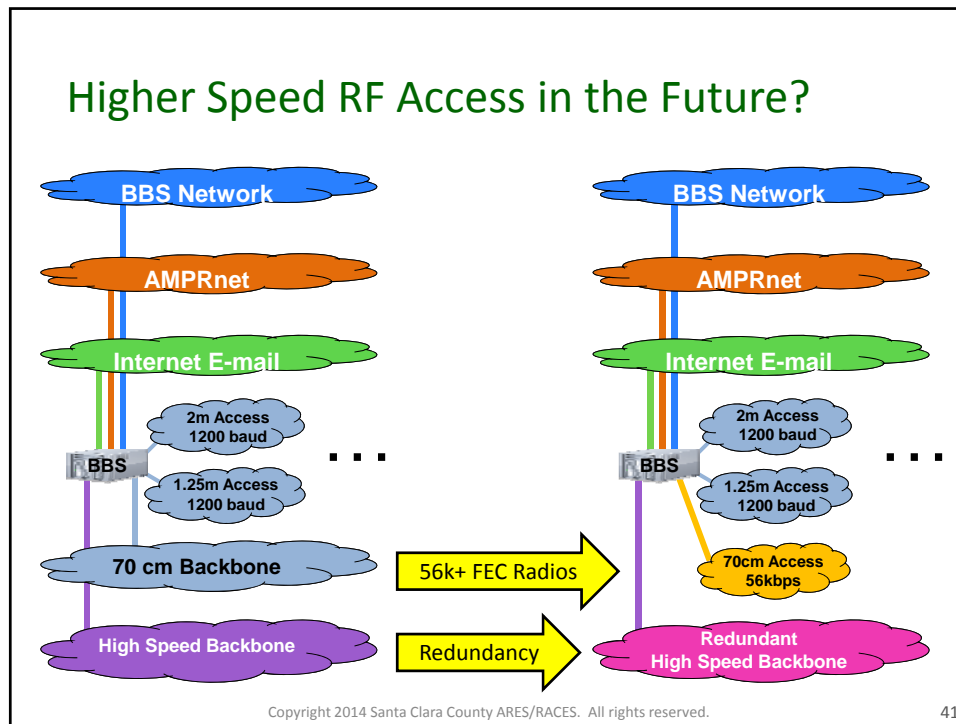 Higher Speed RF Access in the Future?
BBS Network
AMPRnet
Internet E-mail
2m Access
1200 baud
BBS
1.25m Access
1200 baud
. . .
70 cm Backbone
High Speed Backbone
56k+ FEC Radios
Redundancy
BBS Network
AMPRnet
Internet E-mail
2m Access
1200 baud
BBS
1.25m Access
1200 baud
. . .
70cm Access
56kbps
Redundant
High Speed Backbone
Copyright 2014 Santa Clara County ARES/RACES. All rights reserved.
41